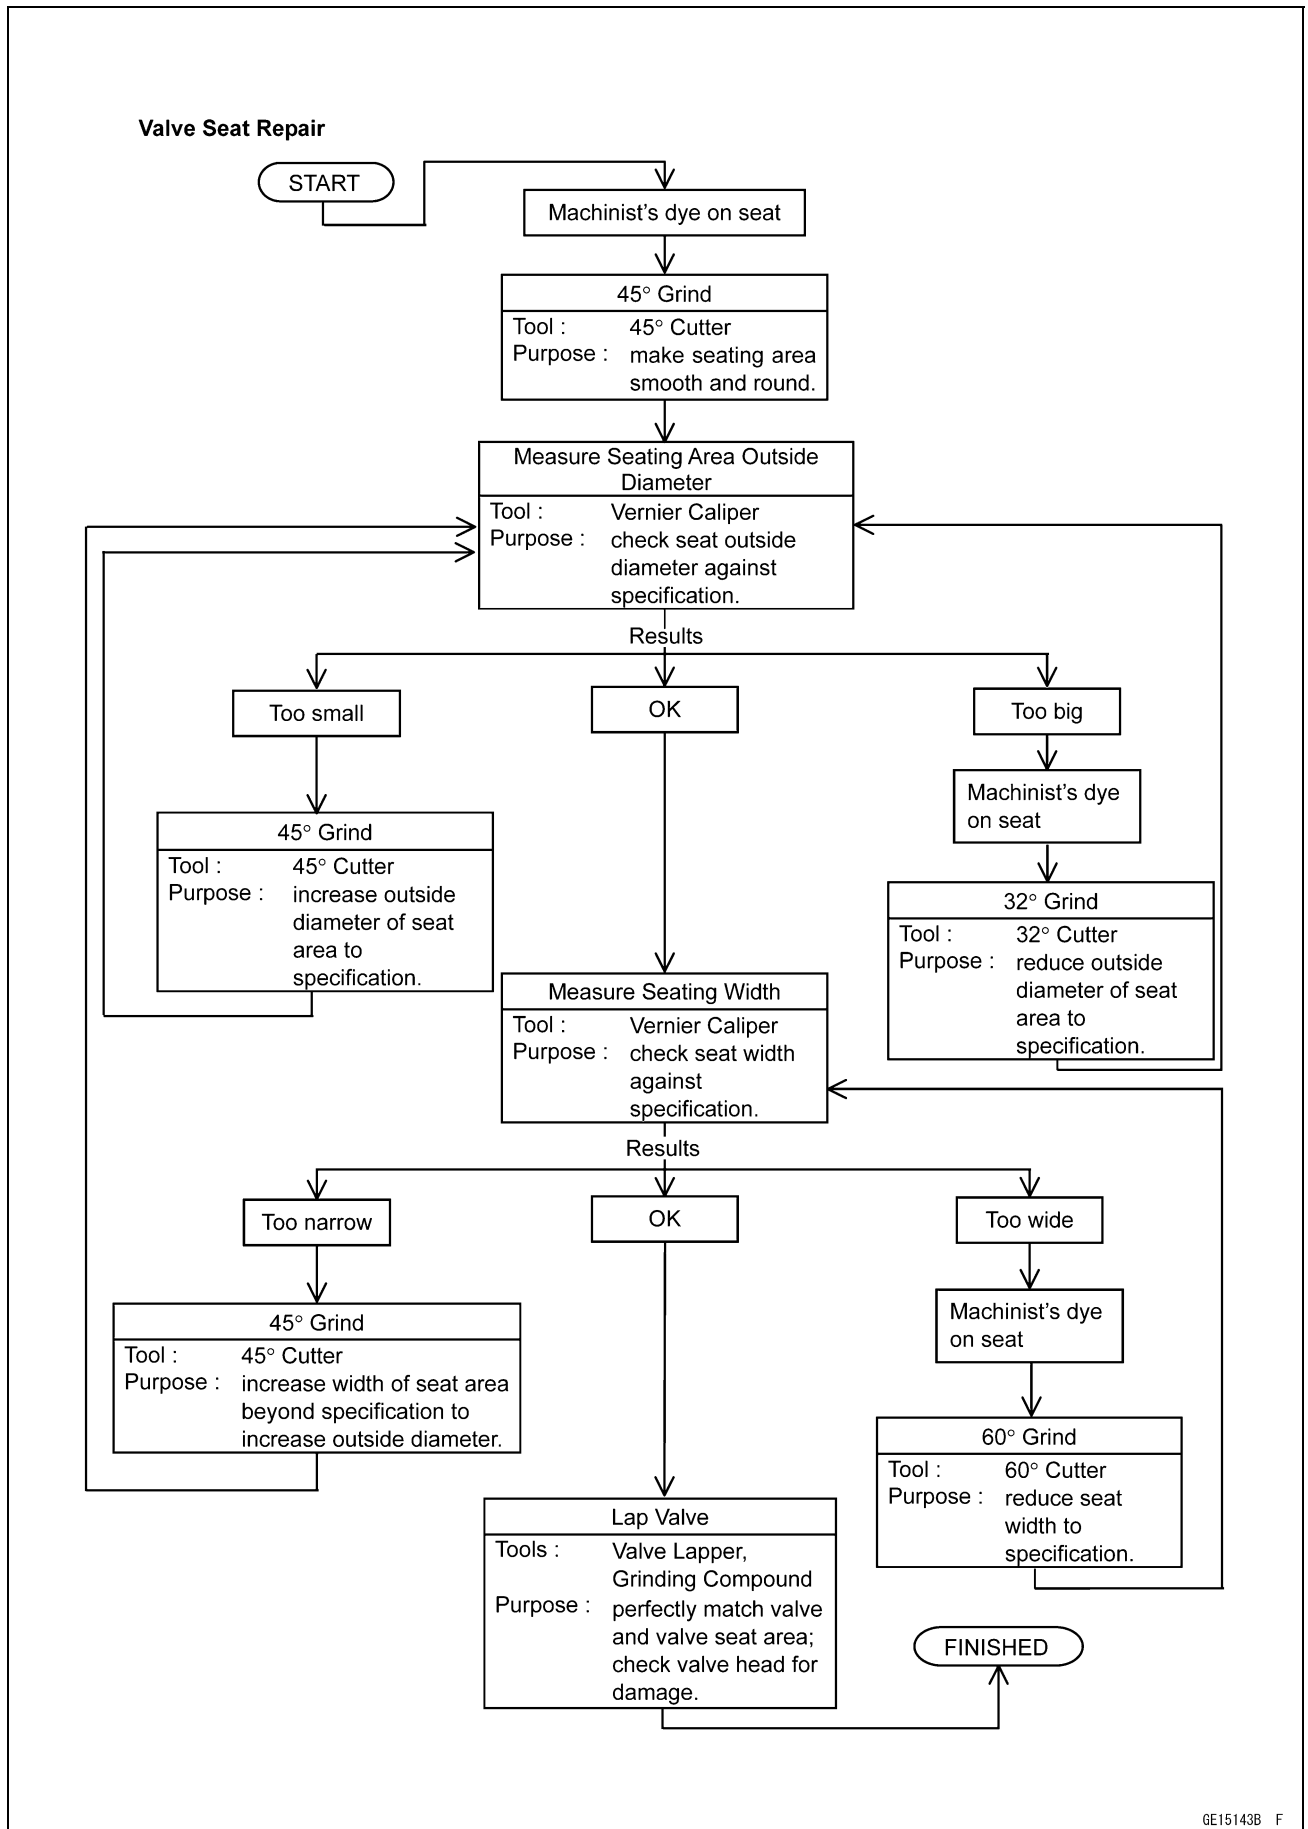 Valve Seat Repair
START
Machinist's dye on seat
45° Grind
Tool : 45° Cutter
Purpose : make seating area
smooth and round.
Measure Seating Area Outside
Diameter
Tool : Vernier Caliper
Purpose : check seat outside
diameter against
specification.
Results
Too small
OK
Too big
Machinist's dye
on seat
45° Grind
Tool : 45° Cutter
Purpose : increase outside
diameter of seat
area to
specification.
32° Grind
Tool : 32° Cutter
Purpose : reduce outside
diameter of seat
area to
specification.
Measure Seating Width
Tool : Vernier Caliper
Purpose : check seat width
against
specification.
Results
Too narrow
OK
Too wide
Machinist's dye
on seat
45° Grind
Tool : 45° Cutter
Purpose : increase width of seat area
beyond specification to
increase outside diameter.
60° Grind
Tool : 60° Cutter
Purpose : reduce seat
width to
specification.
Lap Valve
Tools : Valve Lapper,
Grinding Compound
Purpose : perfectly match valve
and valve seat area;
check valve head for
damage.
FINISHED
GE15143B F